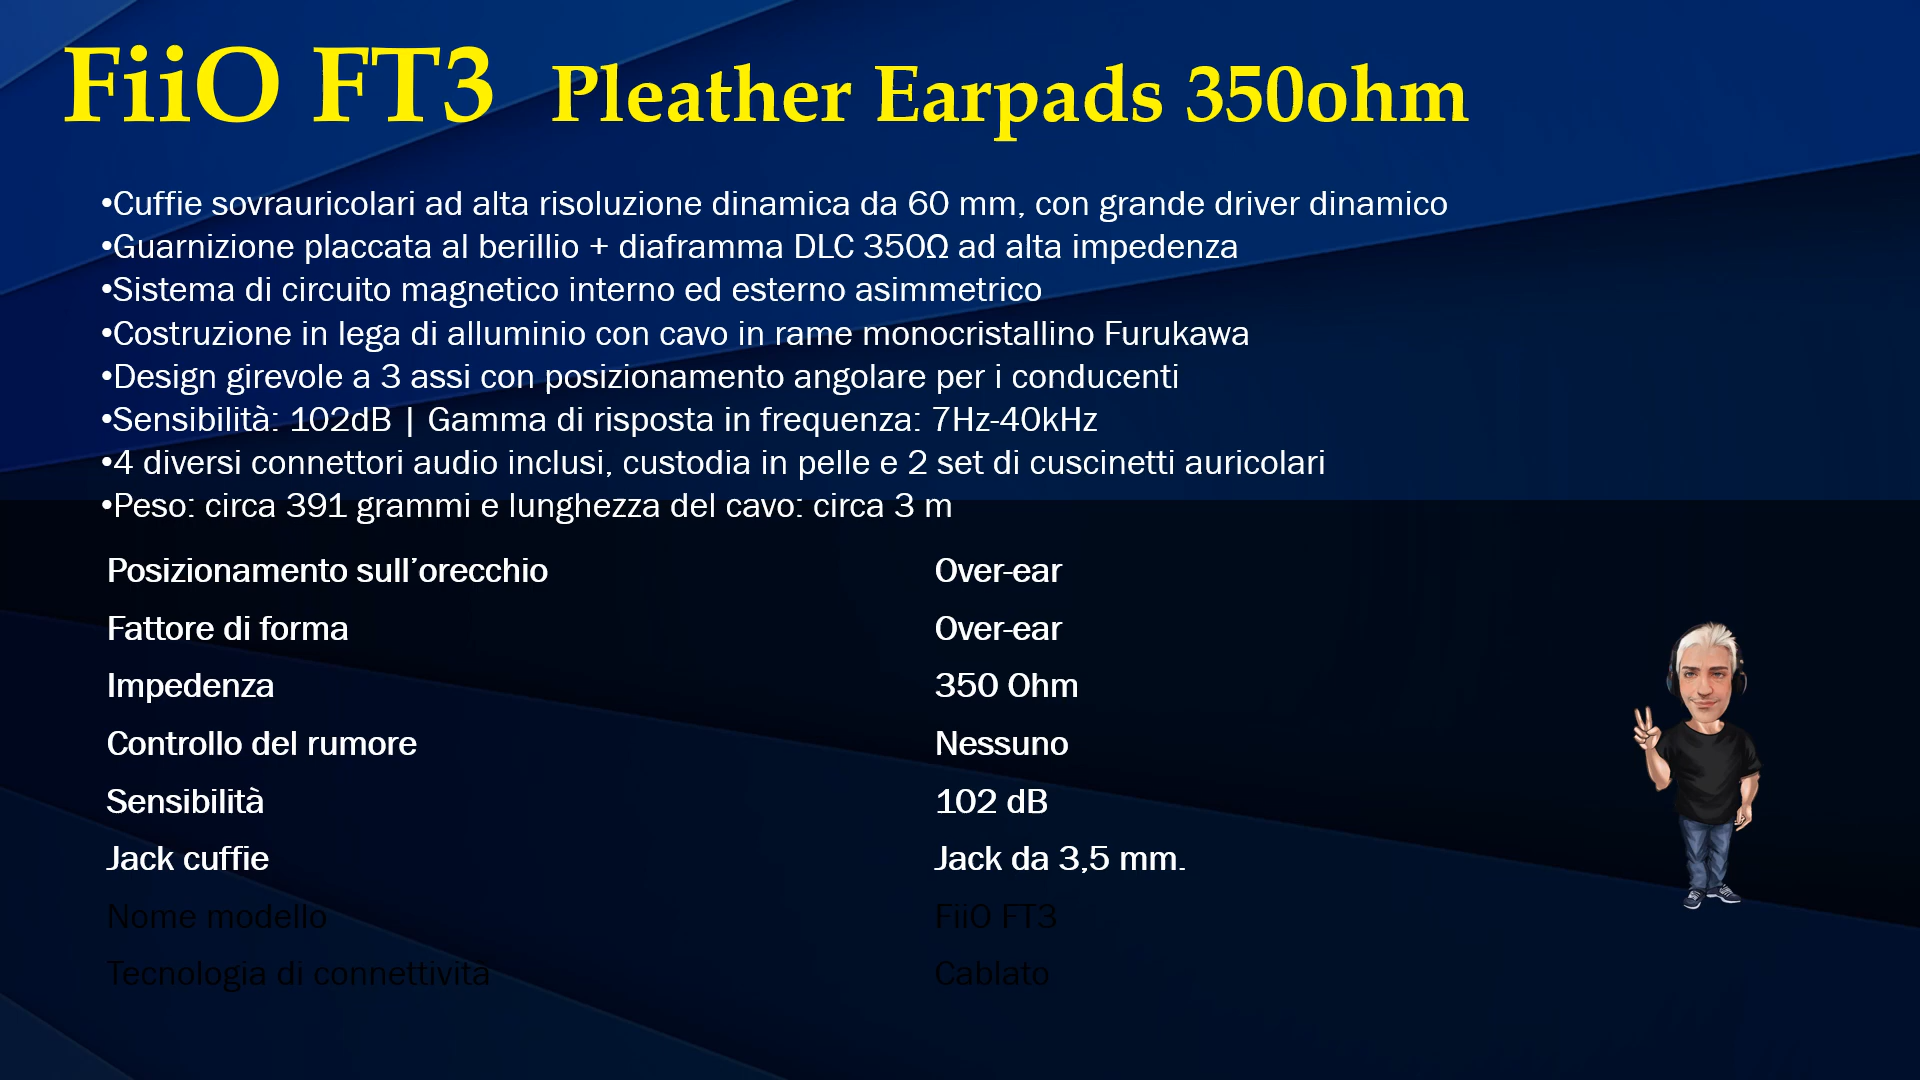 FiiO FT3 Pleather Earpads 350ohm
•Cuffie sovrauricolari ad alta risoluzione dinamica da 60 mm, con grande driver dinamico
•Guarnizione placcata al berillio + diaframma DLC 350Ω ad alta impedenza
•Sistema di circuito magnetico interno ed esterno asimmetrico
•Costruzione in lega di alluminio con cavo in rame monocristallino Furukawa
•Design girevole a 3 assi con posizionamento angolare per i conducenti
•Sensibilità: 102dB | Gamma di risposta in frequenza: 7Hz-40kHz
•4 diversi connettori audio inclusi, custodia in pelle e 2 set di cuscinetti auricolari
•Peso: circa 391 grammi e lunghezza del cavo: circa 3 m
Posizionamento sull’orecchio Over-ear
Fattore di forma Over-ear
Impedenza 350 Ohm
Controllo del rumore Nessuno
Sensibilità 102 dB
Jack cuffie Jack da 3,5 mm.
Nome modello FiiO FT3
Tecnologia di connettività Cablato